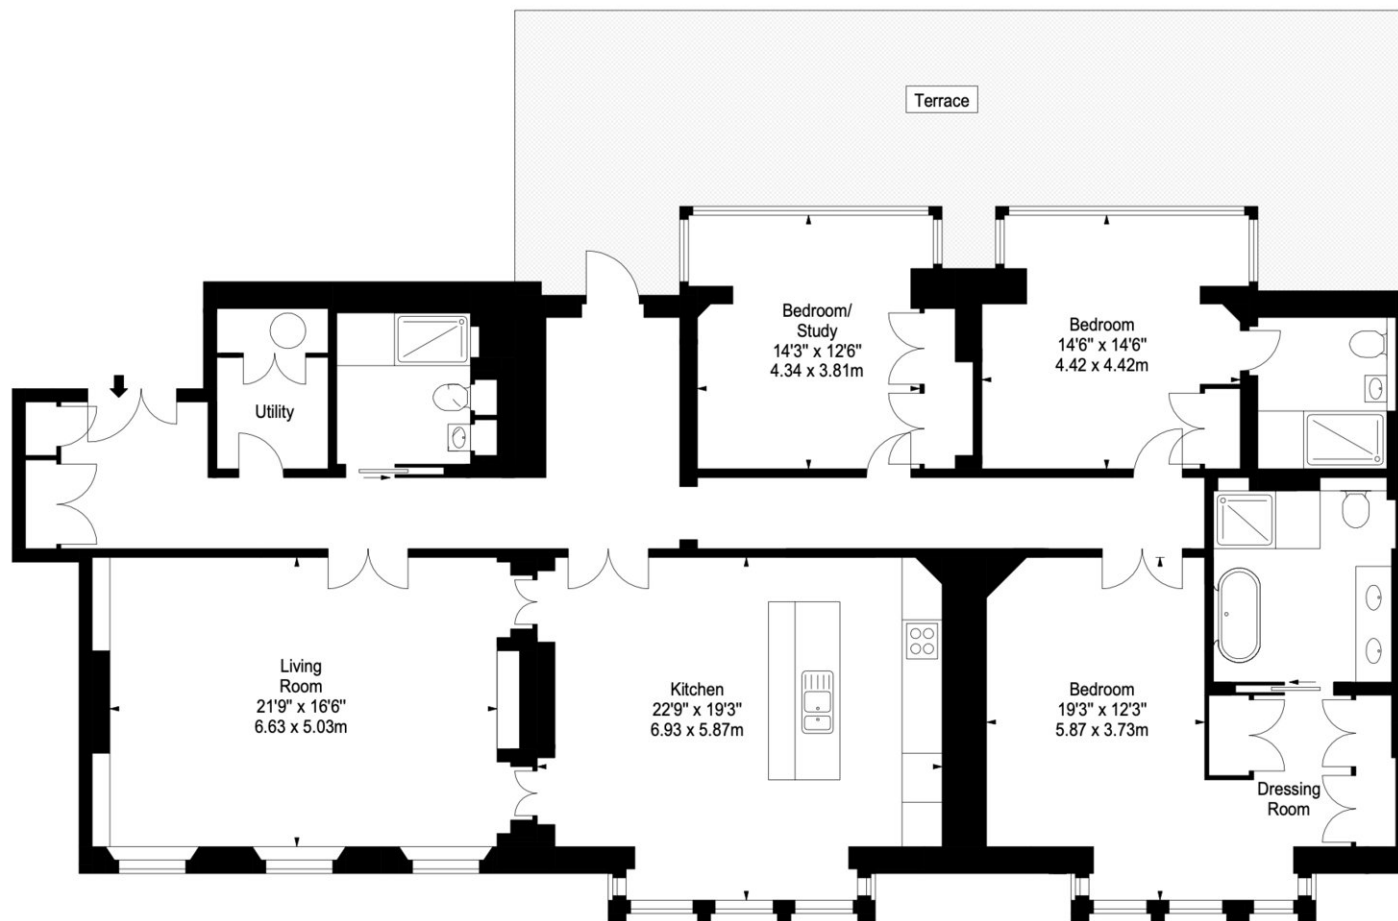 Terrace
Bedroom/
Study
14'3" x 12'6"
4.34 x 3.81m
Bedroom
14'6" x 14'6"
4.42 x 4.42m
Utility
Living
Room
21'9" x 16'6"
6.63 x 5.03m
Kitchen
22'9" x 19'3"
6.93 x 5.87m
Bedroom
19'3" x 12'3"
5.87 x 3.73m
Dressing
Room